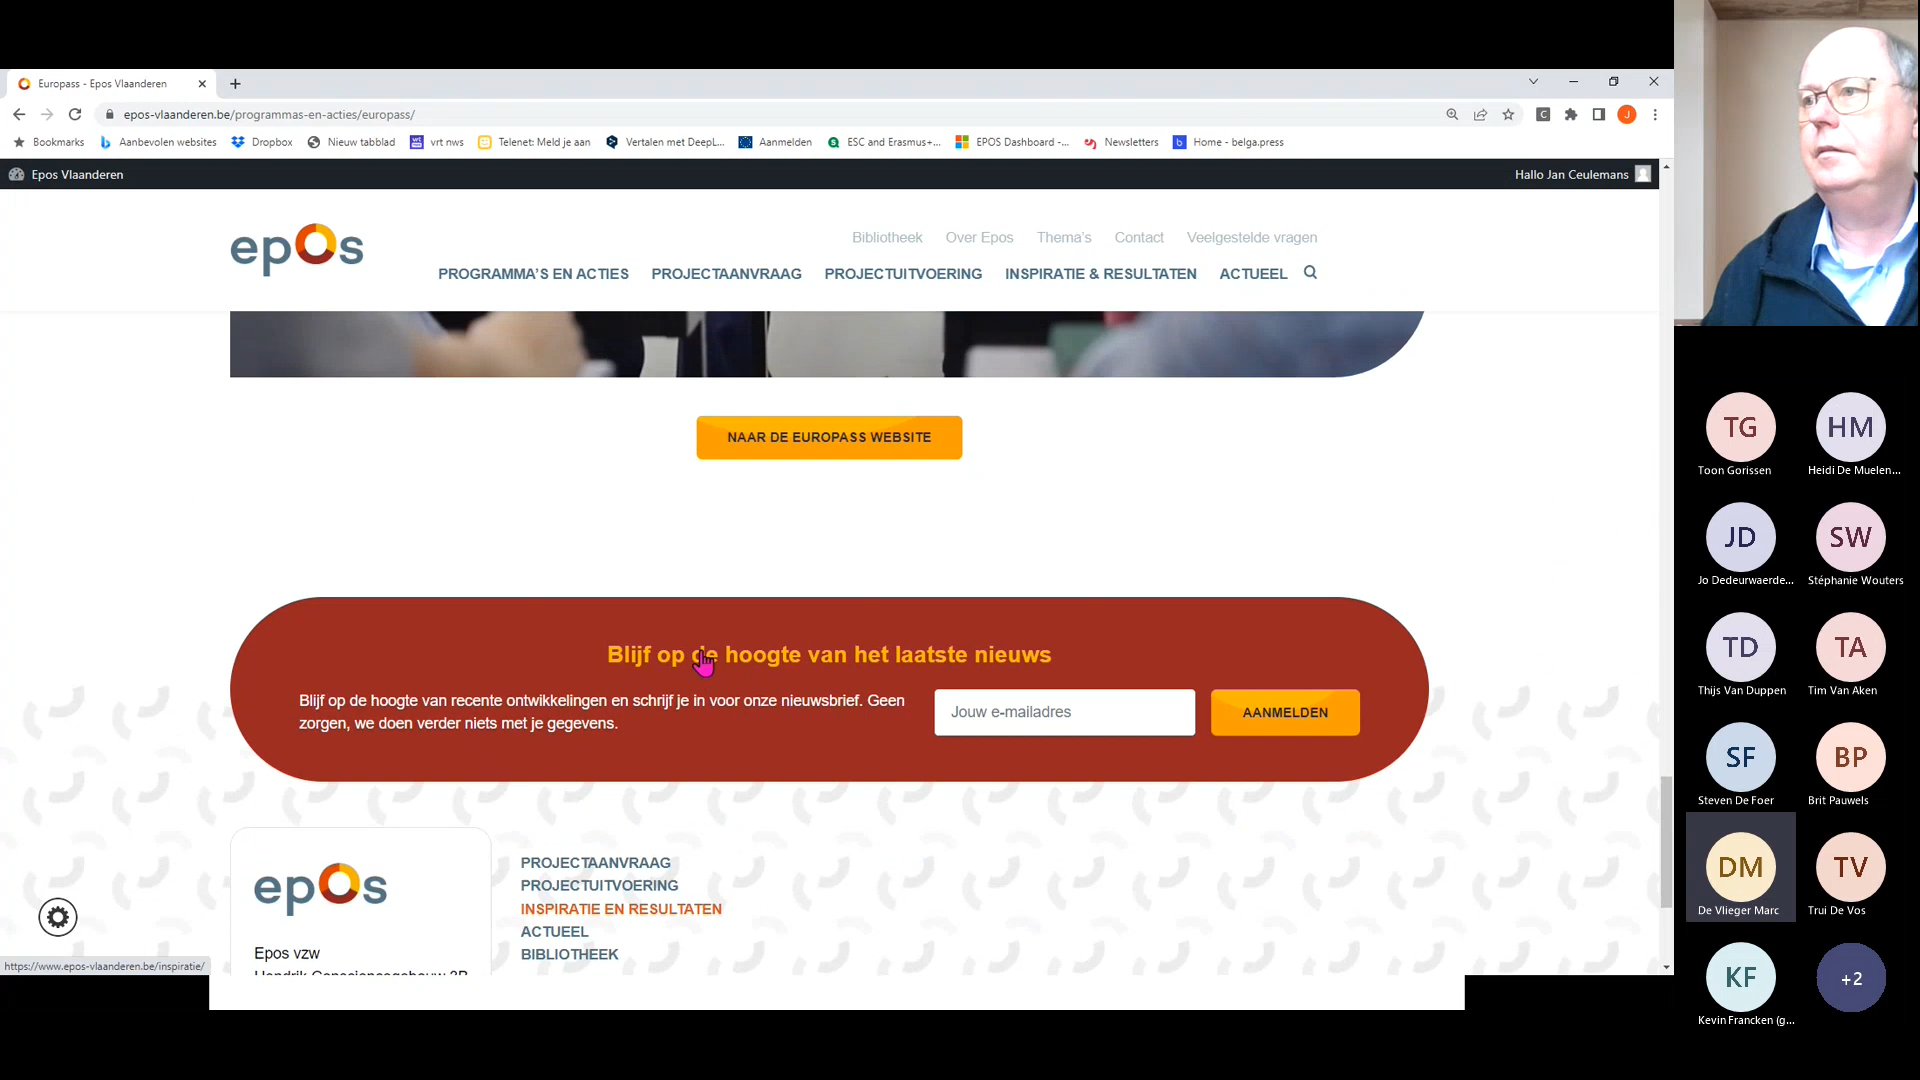 Europass - Epos Vlaanderen
epos-vlaanderen.be/programmas-en-acties/europass/
J
Bookmarks
Aanbevolen websites
Dropbox
Nieuw tabblad
vrt nws
Telenet: Meld je aan
Vertalen met DeepL...
Aanmelden
ESC and Erasmus+...
EPOS Dashboard -...
Newsletters
Home - belga.press
Epos Vlaanderen
Hallo Jan Ceulemans
epos
Bibliotheek Over Epos Thema's Contact Veelgestelde vragen
PROGRAMMA'S EN ACTIES PROJECTAANVRAAG PROJECTUITVOERING INSPIRATIE & RESULTATEN ACTUEEL
NAAR DE EUROPASS WEBSITE
Blijf op de hoogte van het laatste nieuws
Blijf op de hoogte van recente ontwikkelingen en schrijf je in voor onze nieuwsbrief. Geen
zorgen, we doen verder niets met je gegevens.
Jouw e-mailadres
AANMELDEN
epos
Epos vzw
PROJECTAANVRAAG
PROJECTUITVOERING
INSPIRATIE EN RESULTATEN
ACTUEEL
BIBLIOTHEEK
https://www.epos-vlaanderen.be/inspiratie/
TG
Toon Gorissen
HM
Heidi De Muelen...
JD
Jo Dedeurwaerde...
SW
Stéphanie Wouters
TD
Thijs Van Duppen
TA
Tim Van Aken
SF
Steven De Foer
BP
Brit Pauwels
DM
De Vlieger Marc
TV
Trui De Vos
KF
Kevin Francken (g...
+2